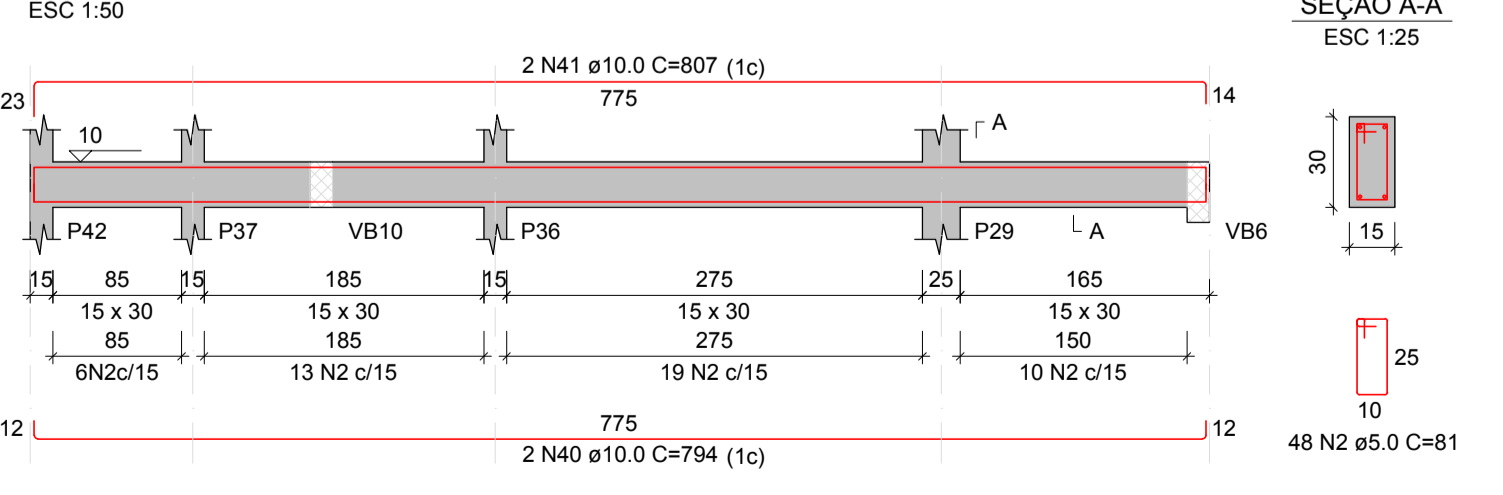 ESC 1:50
SEÇÃO A-A
ESC 1:25
2 N41 ø10.0 C=807 (1c)
23
775
14
10
A
30
P42
P37
VB10
P36
P29
A
VB6
15
15
85
15
185
15
275
25
165
15 x 30
15 x 30
15 x 30
15 x 30
85
185
275
150
6N2c/15
13 N2 c/15
19 N2 c/15
10 N2 c/15
25
10
12
775
12
2 N40 ø10.0 C=794 (1c)
48 N2 ø5.0 C=81